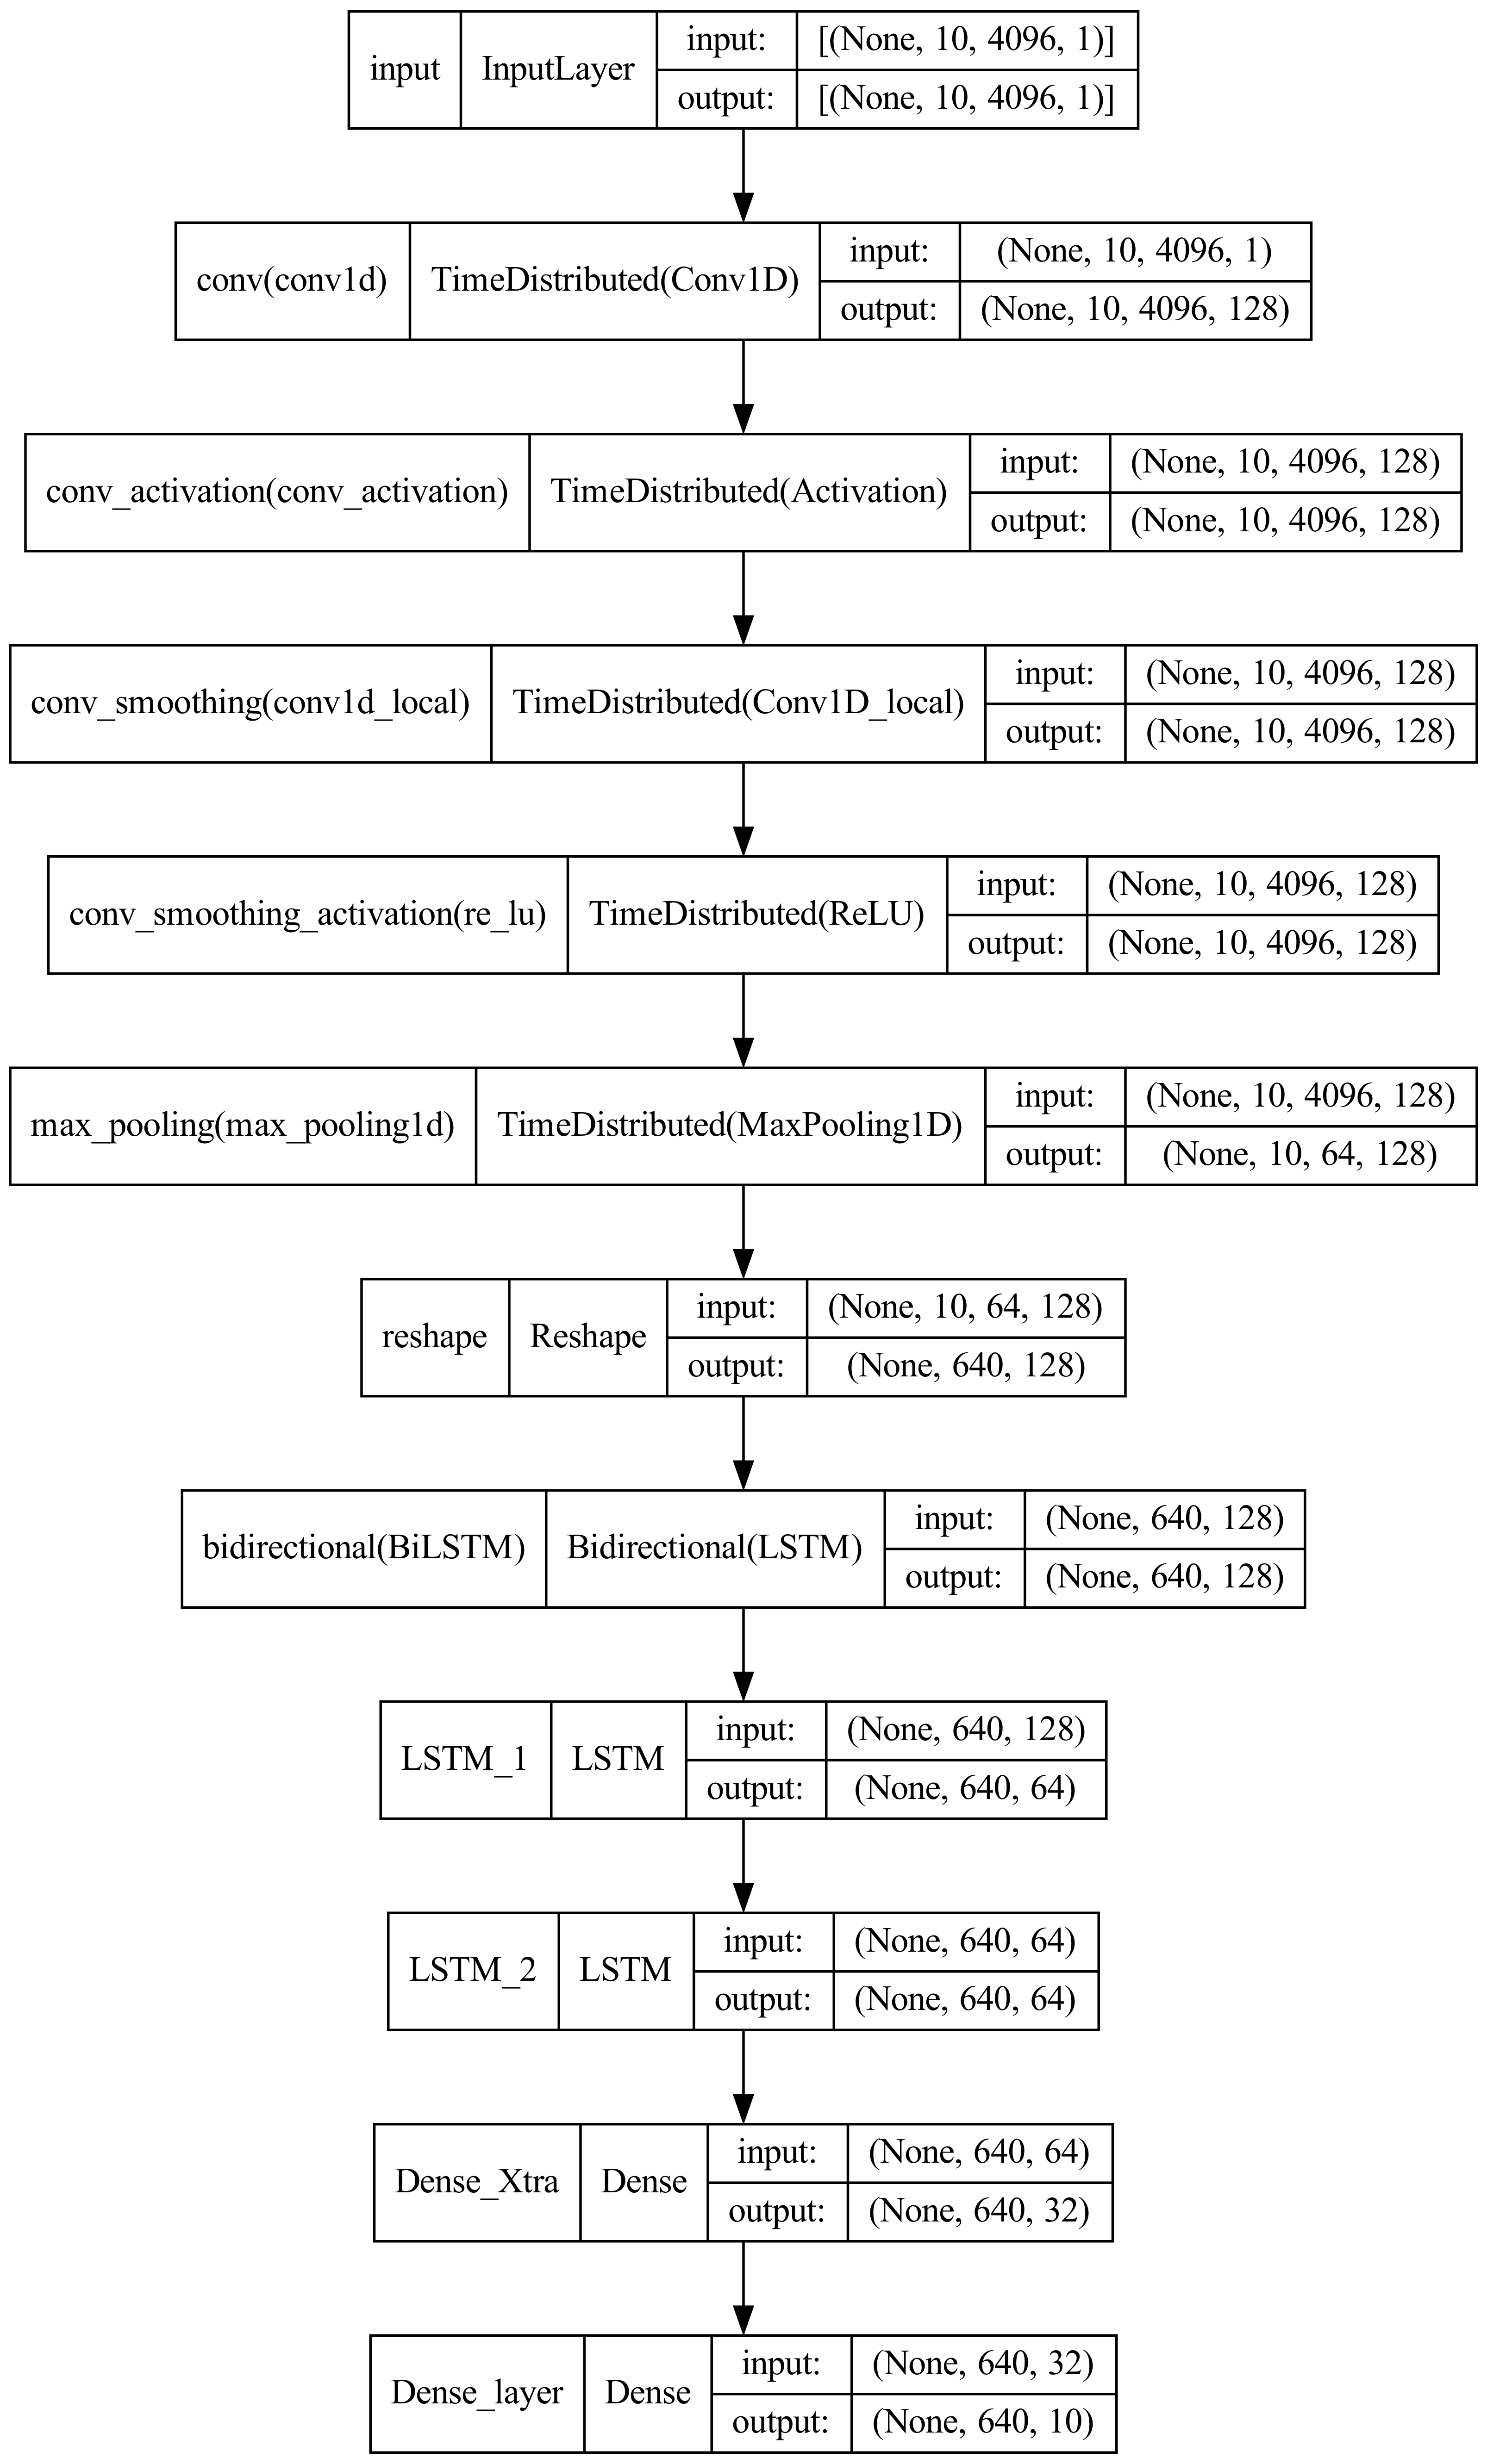 input InputLayer input: [(None, 10, 4096, 1)]
output: [(None, 10, 4096, 1)]
conv(conv1d) TimeDistributed(Conv1D) input: (None, 10, 4096, 1)
output: (None, 10, 4096, 128)
conv_activation(conv_activation) TimeDistributed(Activation) input: (None, 10, 4096, 128)
output: (None, 10, 4096, 128)
conv_smoothing(conv1d_local) TimeDistributed(Conv1D_local) input: (None, 10, 4096, 128)
output: (None, 10, 4096, 128)
conv_smoothing_activation(re_lu) TimeDistributed(ReLU) input: (None, 10, 4096, 128)
output: (None, 10, 4096, 128)
max_pooling(max_pooling1d) TimeDistributed(MaxPooling1D) input: (None, 10, 4096, 128)
output: (None, 10, 64, 128)
reshape Reshape input: (None, 10, 64, 128)
output: (None, 640, 128)
bidirectional(BiLSTM) Bidirectional(LSTM) input: (None, 640, 128)
output: (None, 640, 128)
LSTM_1 LSTM input: (None, 640, 128)
output: (None, 640, 64)
LSTM_2 LSTM input: (None, 640, 64)
output: (None, 640, 64)
Dense_Xtra Dense input: (None, 640, 64)
output: (None, 640, 32)
Dense_layer Dense input: (None, 640, 32)
output: (None, 640, 10)